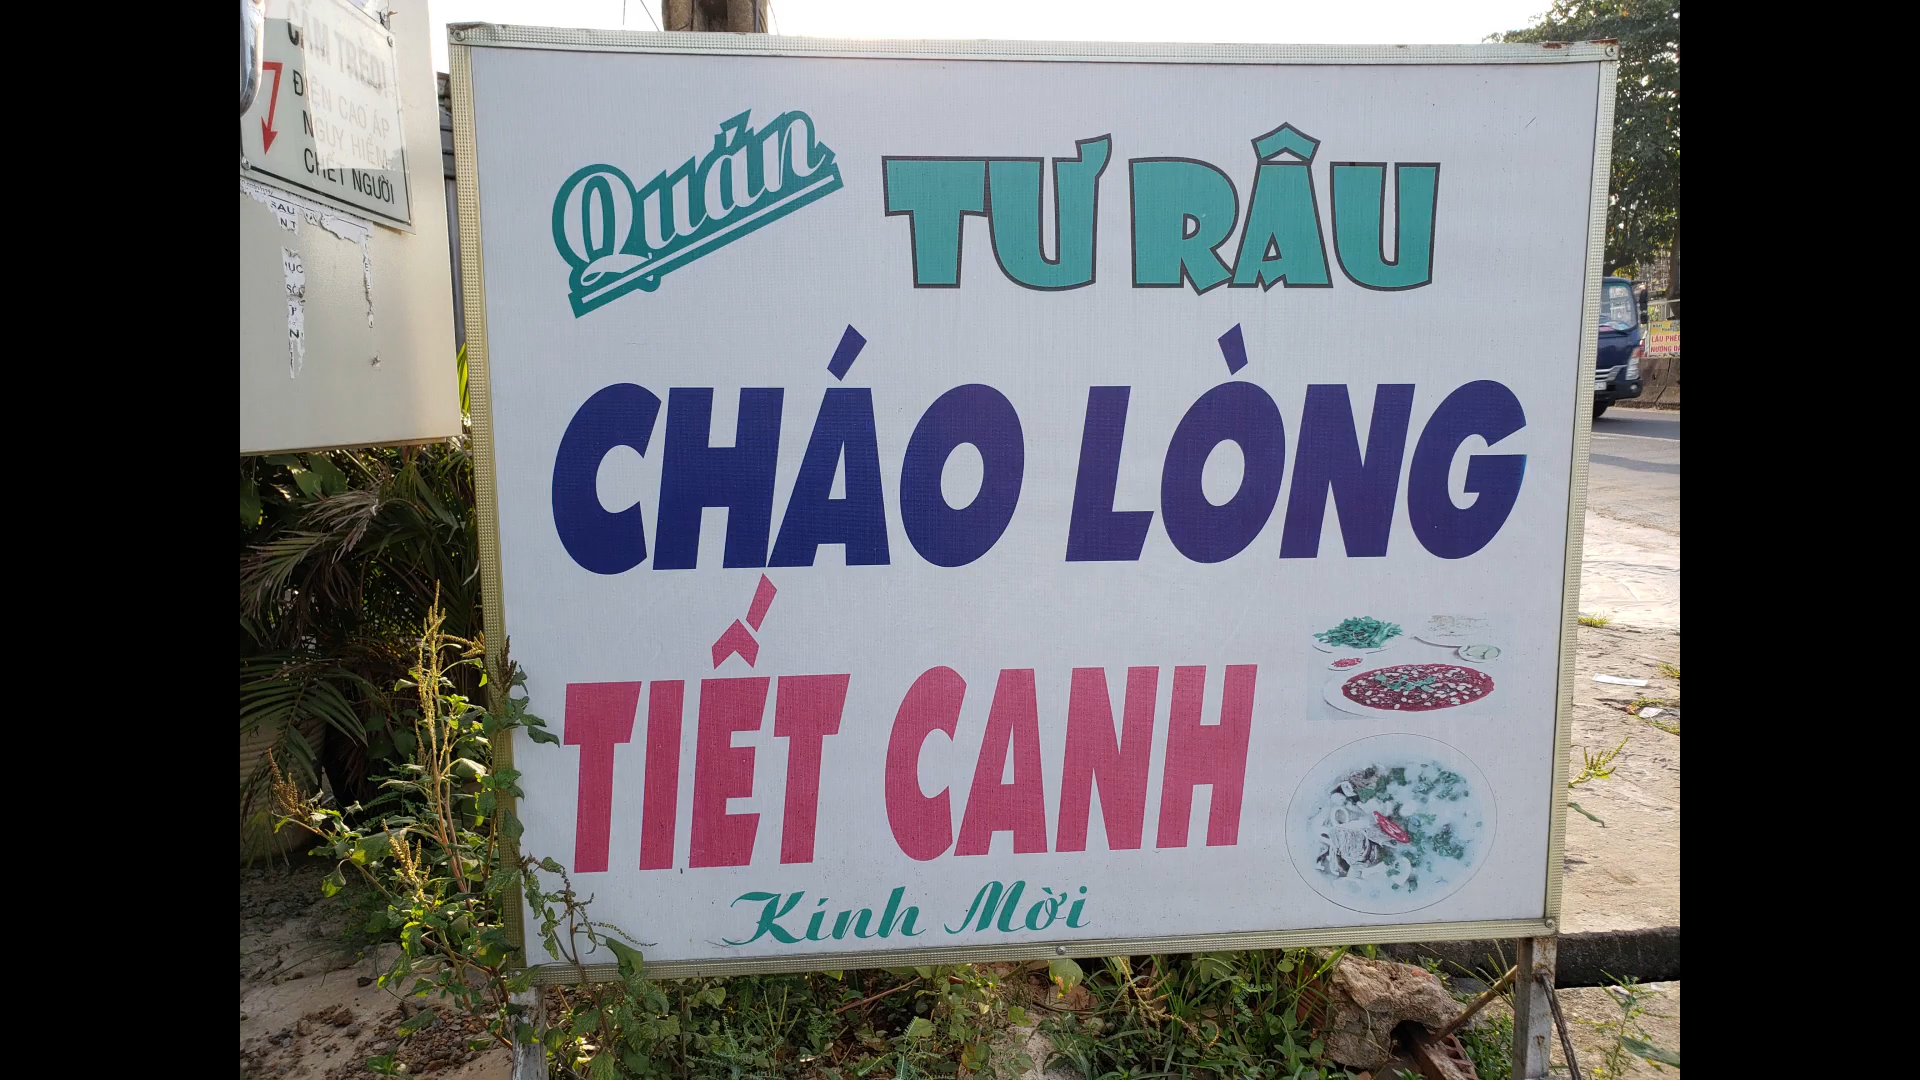 CẤM TRÈO!
ĐIỆN CAO ÁP
NGUY HIỂM
CHẾT NGƯỜI
Quán TƯ RÂU
CHÁO LÒNG
TIẾT CANH
Kính Mời